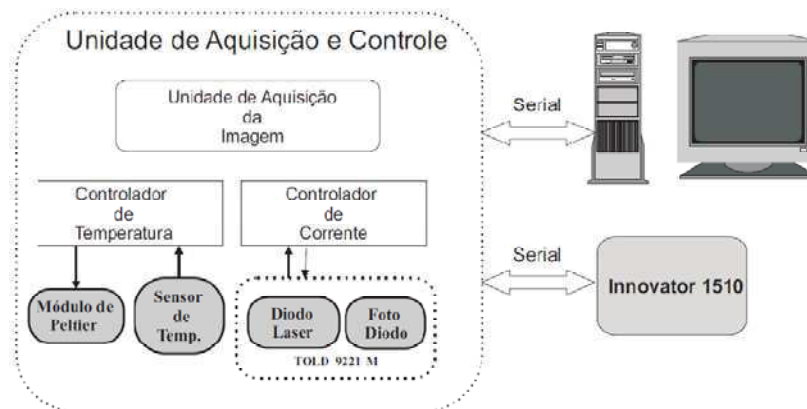 Unidade de Aquisição e Controle
Unidade de Aquisição
da
Imagem
Serial
Controlador
de
Temperatura
Controlador
de
Corrente
Serial
Innovator 1510
Módulo de
Peltier
Sensor
de
Temp.
Diodo
Laser
Foto
Diodo
TOLD 9221 M